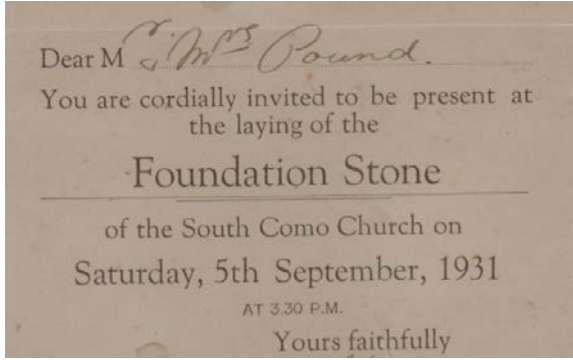 Dear Mr. & Mrs Pound.
You are cordially invited to be present at
the laying of the
Foundation Stone
of the South Como Church on
Saturday, 5th September, 1931
AT 3.30 P.M.
Yours faithfully